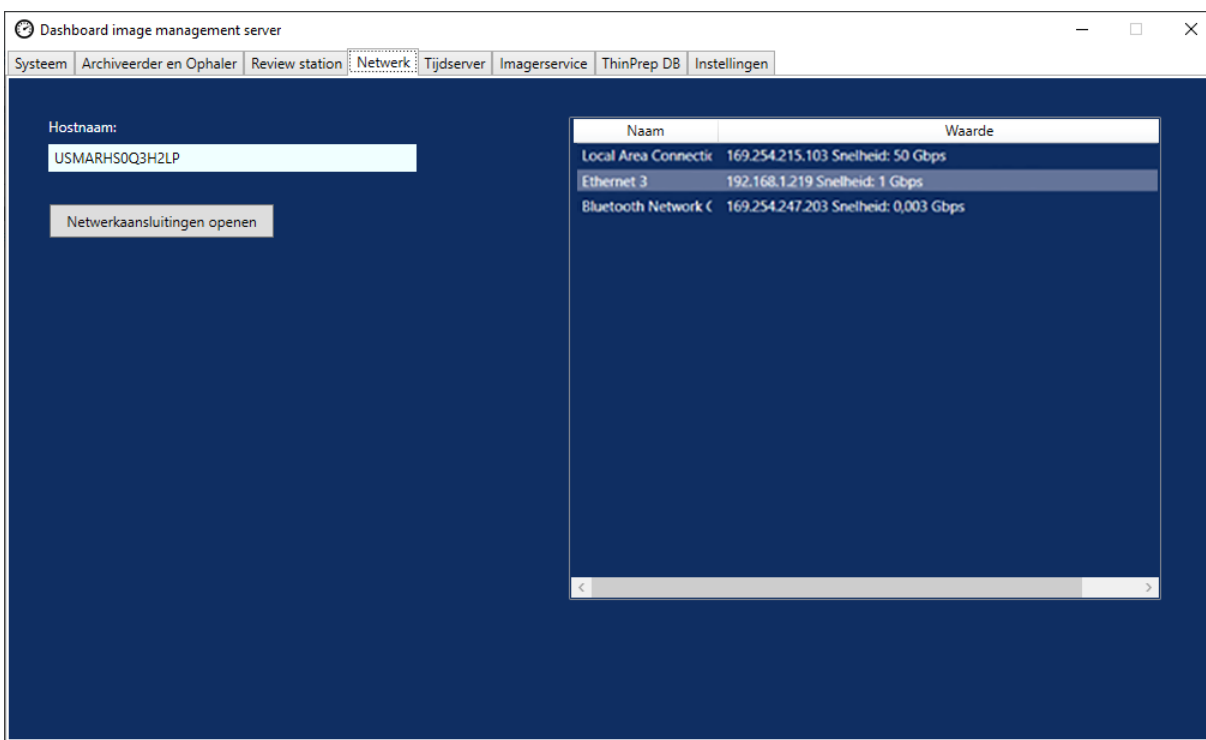 Dashboard image management server
Systeem Archiveerder en Ophaler Review station Netwerk Tijdserver Imagerservice ThinPrep DB Instellingen
Hostnaam:
USMARHS0Q3H2LP
Netwerkaansluitingen openen
Naam Waarde
Local Area Connectic 169.254.215.103 Snelheid: 50 Gbps
Ethernet 3 192.168.1.219 Snelheid: 1 Gbps
Bluetooth Network C 169.254.247.203 Snelheid: 0,003 Gbps